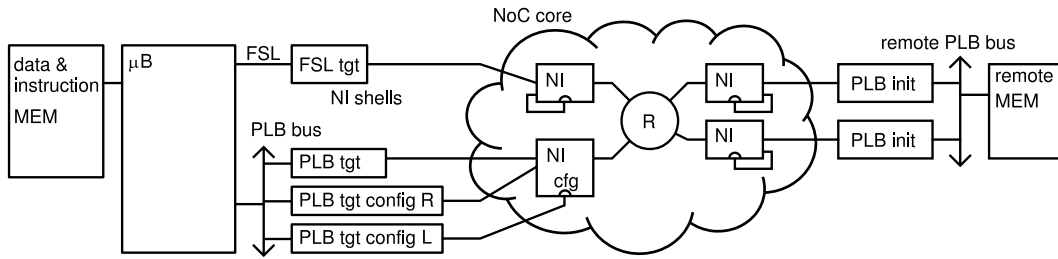 NoC core
data &
instruction
MEM
μB
FSL
FSL tgt
NI shells
PLB bus
PLB tgt
PLB tgt config R
PLB tgt config L
NI
NI
cfg
R
NI
NI
PLB init
PLB init
remote PLB bus
remote
MEM